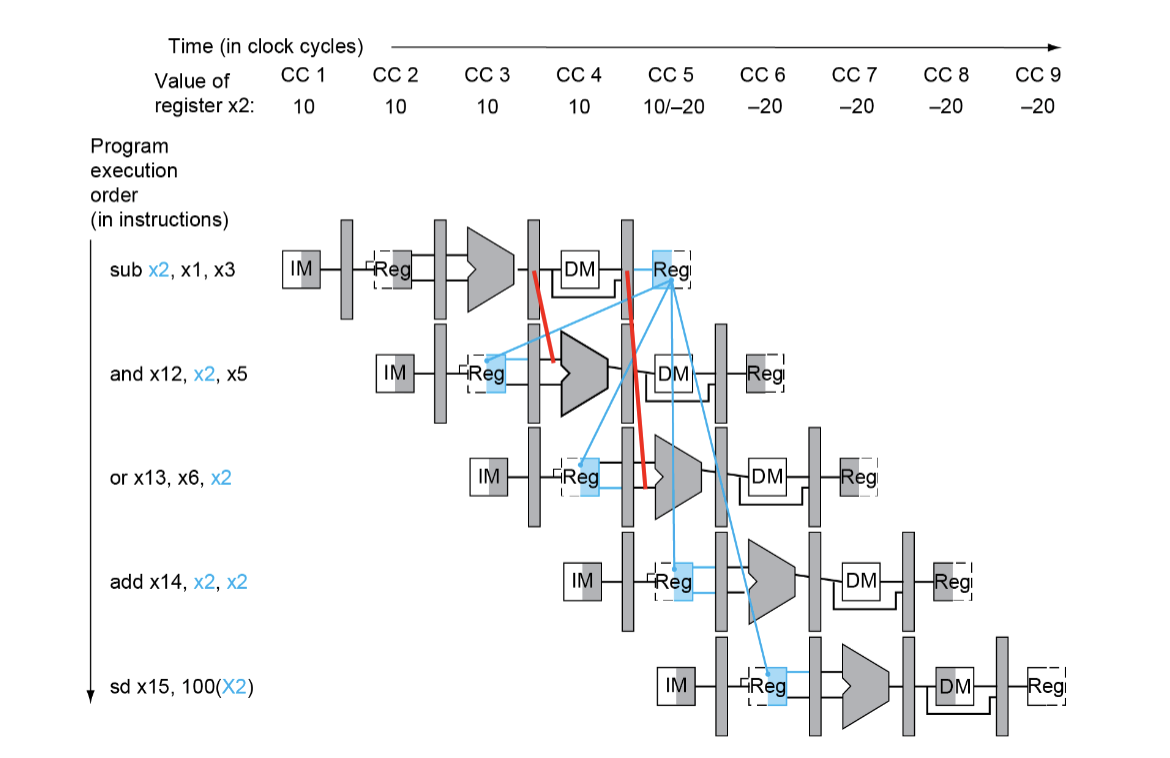 Time (in clock cycles)
Value of register x2:
CC 1 CC 2 CC 3 CC 4 CC 5 CC 6 CC 7 CC 8 CC 9
10 10 10 10 10/–20 –20 –20 –20 –20
Program
execution
order
(in instructions)
sub x2, x1, x3
IM Reg DM Reg
and x12, x2, x5
IM Reg DM Reg
or x13, x6, x2
IM Reg DM Reg
add x14, x2, x2
IM Reg DM Reg
sd x15, 100(X2)
IM Reg DM Reg